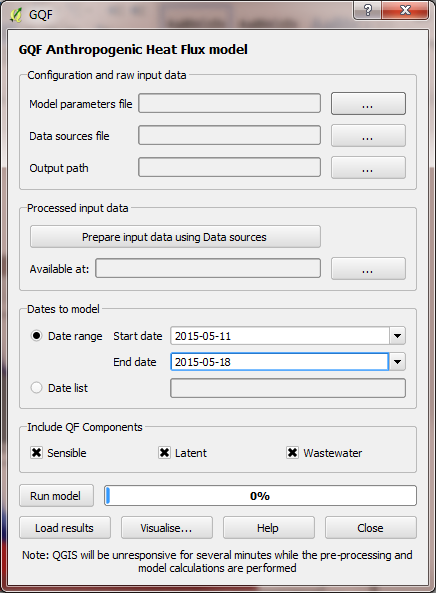 GQF
GQF Anthropogenic Heat Flux model
Configuration and raw input data
Model parameters file ...
Data sources file ...
Output path ...
Processed input data
Prepare input data using Data sources
Available at: ...
Dates to model
Date range Start date 2015-05-11
End date 2015-05-18
Date list
Include QF Components
Sensible Latent Wastewater
Run model 0%
Load results Visualise... Help Close
Note: QGIS will be unresponsive for several minutes while the pre-processing and
model calculations are performed